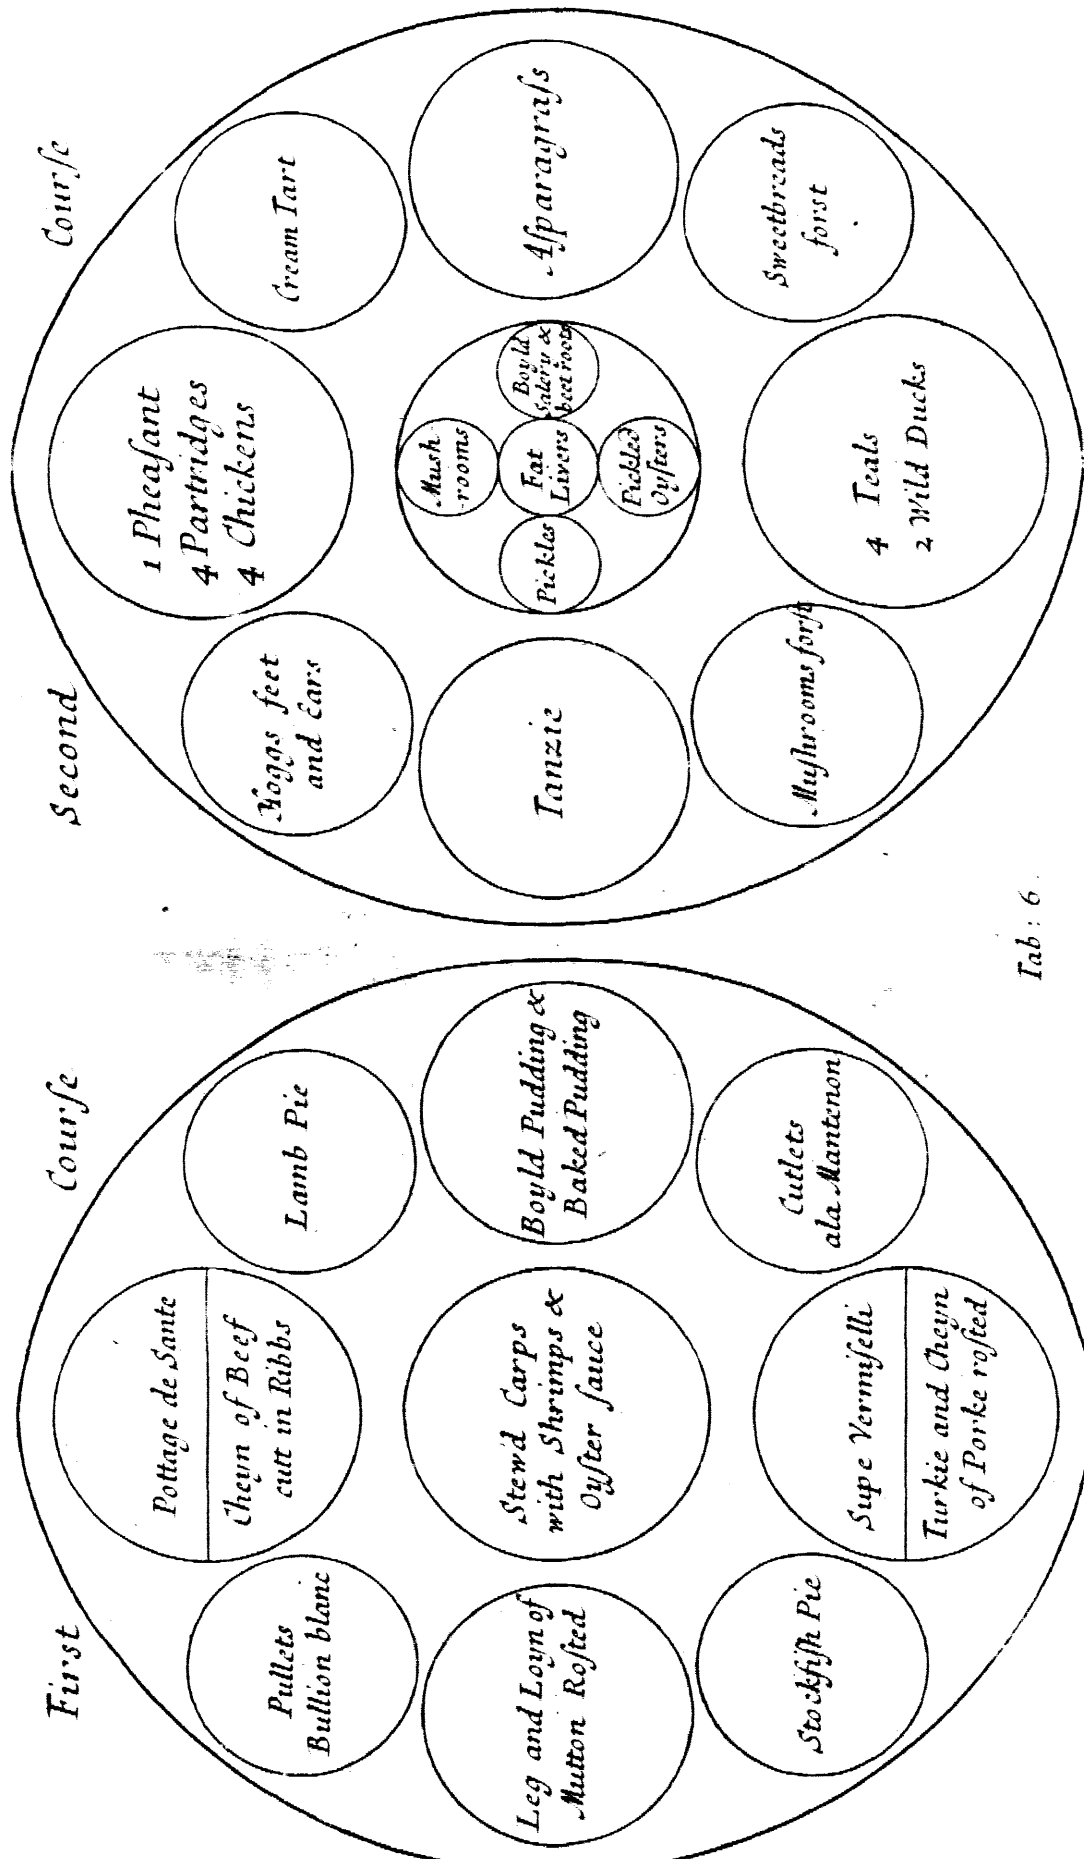 First Courſe
Pottage de Sante
Cheyn of Beef
cutt in Ribbs
Pullets
Bullion blanc
Lamb Pie
Leg and Loyn of
Mutton Roſted
Stew'd Carps
with Shrimps &
Oyſter ſauce
Boyld Pudding &
Baked Pudding
Stockfiſh Pie
Cutlets
ala Mantenon
Supe Vermiſelli
Turkie and Cheyn
of Porke roſted
Second Courſe
1 Pheaſant
4 Partridges
4 Chickens
Hoggs feet
and Ears
Cream Tart
Tanzie
Mush
-rooms
Pickles
Fat
Livers
Boyld
Salery &
beet roots
Pickled
Oyſters
Aſparagraſs
Muſhrooms forſt
Sweetbreads
forst
4 Teals
2 Wild Ducks
Tab: 6.